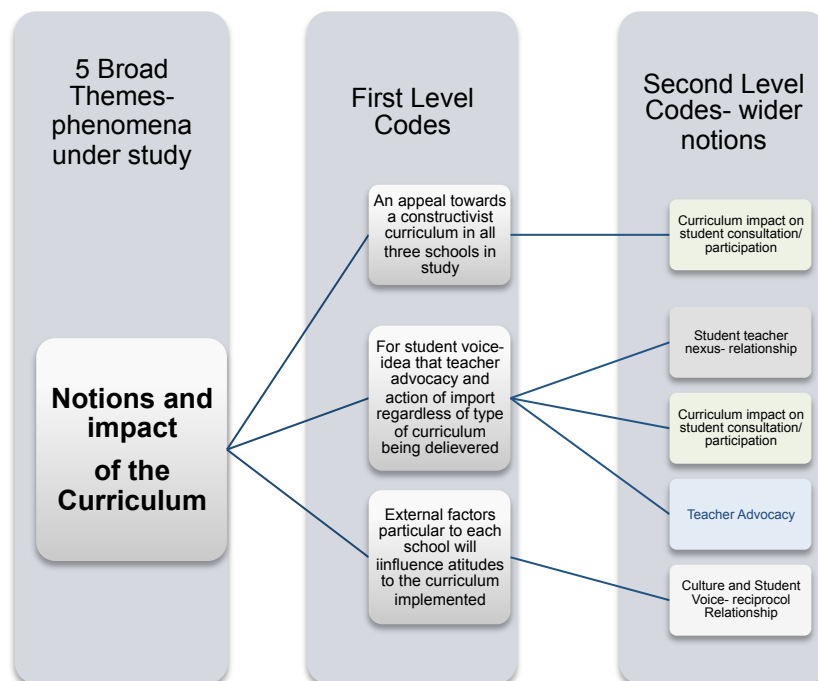 5 Broad
Themes-
phenomena
under study
Notions and
impact
of the
Curriculum
First Level
Codes
An appeal towards
a constructivist
curriculum in all
three schools in
study
For student voice-
idea that teacher
advocacy and
action of import
regardless of type
of curriculum
being delievered
External factors
particular to each
school will
iinfluence atitudes
to the curriculum
implemented
Second Level
Codes- wider
notions
Curriculum impact on
student consultation/
participation
Student teacher
nexus- relationship
Curriculum impact on
student consultation/
participation
Teacher Advocacy
Culture and Student
Voice- reciprocol
Relationship